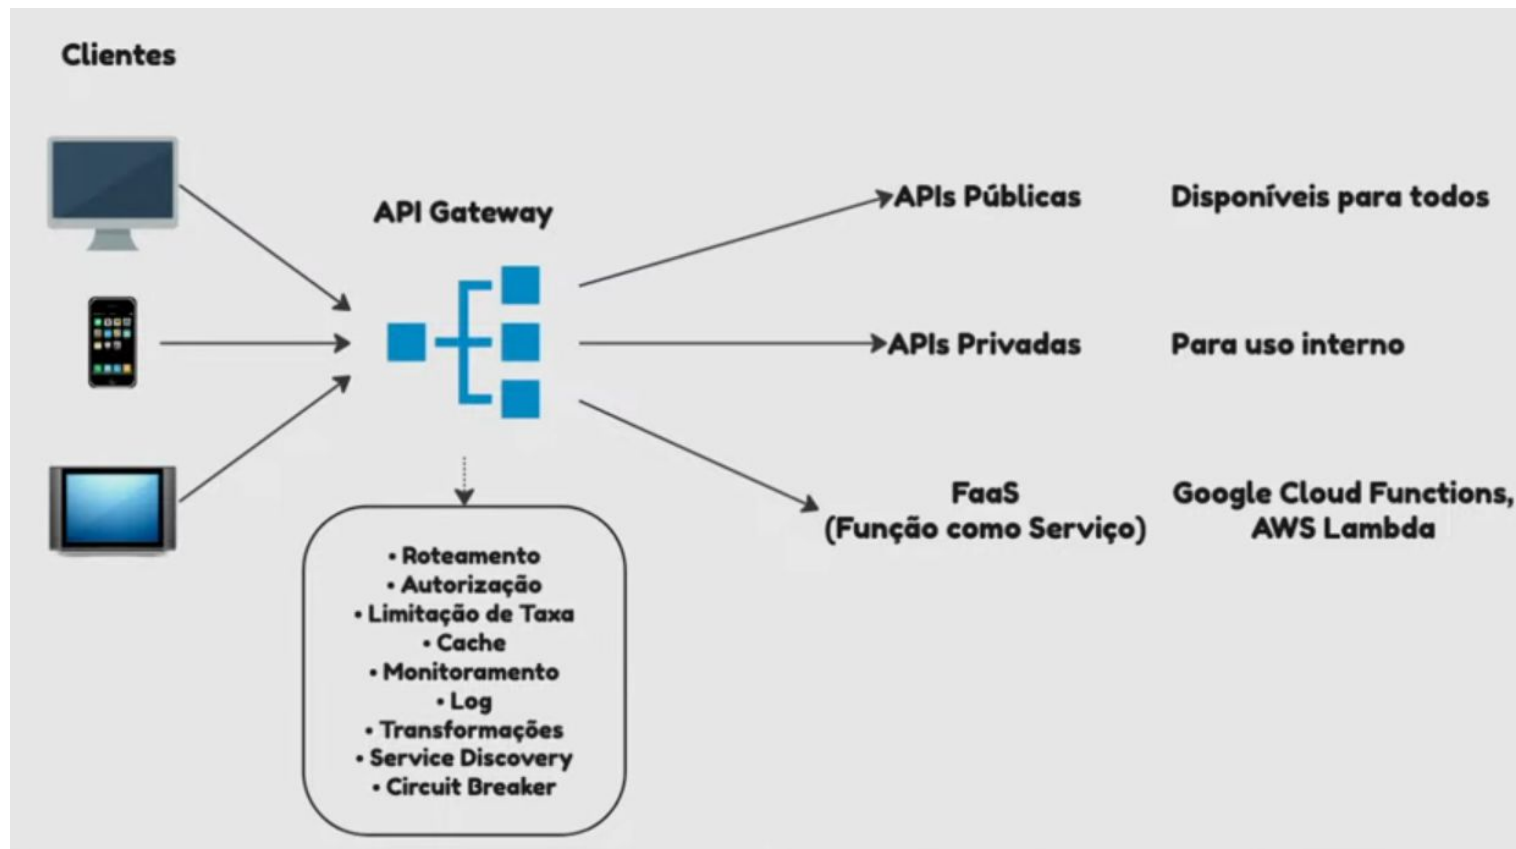 Clientes
API Gateway
APIs Públicas
Disponíveis para todos
APIs Privadas
Para uso interno
FaaS
(Função como Serviço)
Google Cloud Functions,
AWS Lambda
• Roteamento
• Autorização
• Limitação de Taxa
• Cache
• Monitoramento
• Log
• Transformações
• Service Discovery
• Circuit Breaker